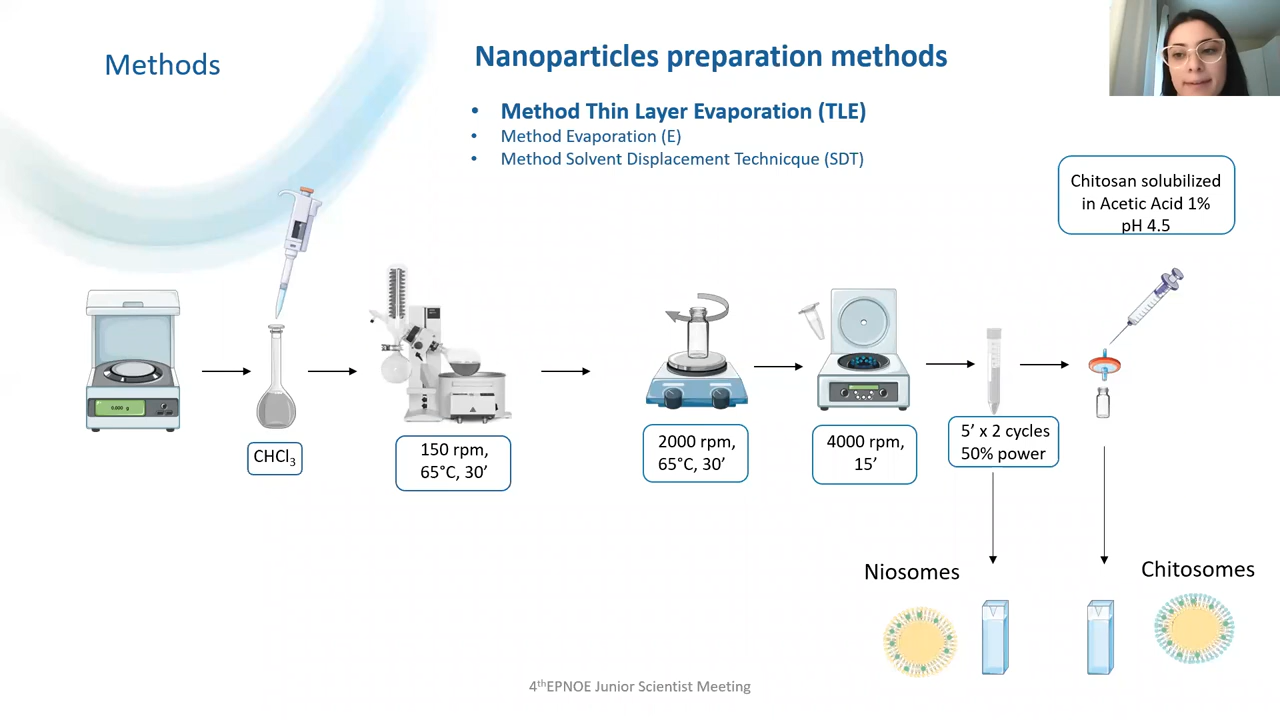 Methods
Nanoparticles preparation methods
• Method Thin Layer Evaporation (TLE)
• Method Evaporation (E)
• Method Solvent Displacement Technicque (SDT)
Chitosan solubilized
in Acetic Acid 1%
pH 4.5
0,000 g
CHCl₃
150 rpm,
65°C, 30’
2000 rpm,
65°C, 30’
4000 rpm,
15’
5’ x 2 cycles
50% power
Niosomes
Chitosomes
4ᵗʰEPNOE Junior Scientist Meeting